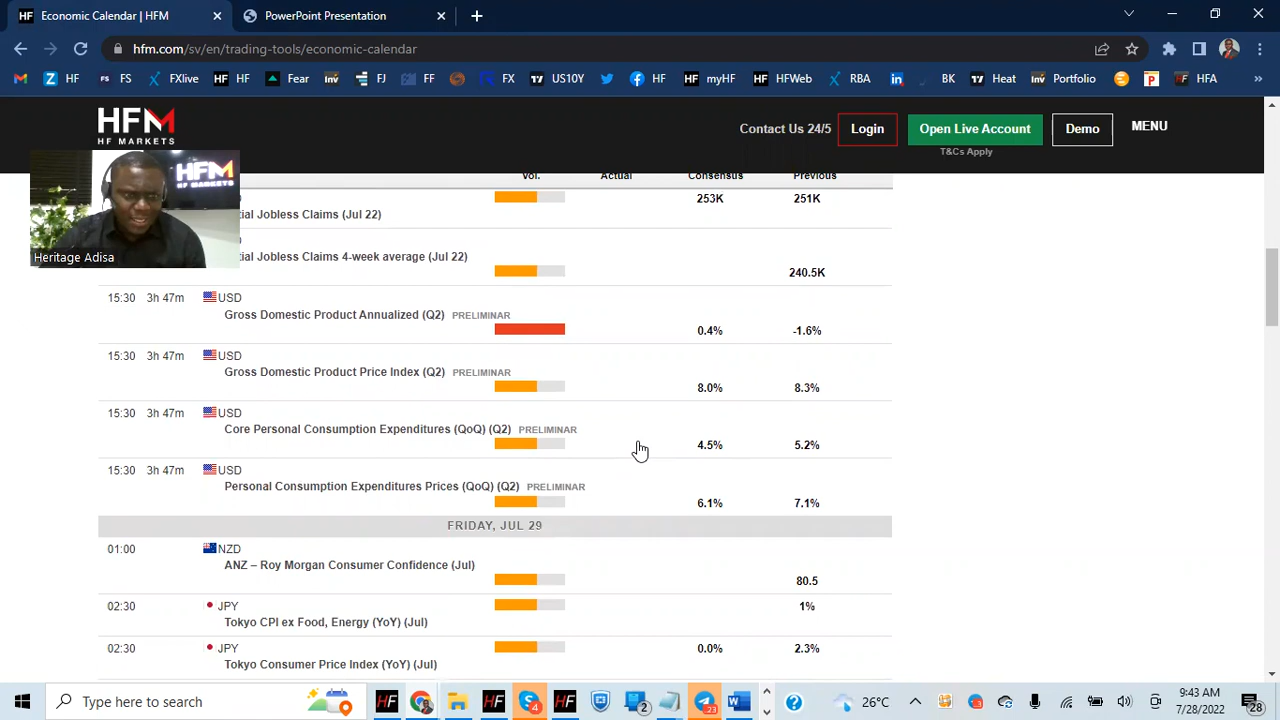 Economic Calendar | HFM
PowerPoint Presentation
hfm.com/sv/en/trading-tools/economic-calendar
HF FS FXlive HF Fear FJ FF FX US10Y HF myHF HFWeb RBA BK Heat Portfolio HFA
HFM
HF MARKETS
Contact Us 24/5 Login Open Live Account Demo MENU
T&Cs Apply
HFM
HF MARKETS
Heritage Adisa
Vol. Actual Consensus Previous
253K 251K
tial Jobless Claims (Jul 22)
tial Jobless Claims 4-week average (Jul 22)
240.5K
15:30 3h 47m USD
Gross Domestic Product Annualized (Q2) PRELIMINAR
0.4% -1.6%
15:30 3h 47m USD
Gross Domestic Product Price Index (Q2) PRELIMINAR
8.0% 8.3%
15:30 3h 47m USD
Core Personal Consumption Expenditures (QoQ) (Q2) PRELIMINAR
4.5% 5.2%
15:30 3h 47m USD
Personal Consumption Expenditures Prices (QoQ) (Q2) PRELIMINAR
6.1% 7.1%
FRIDAY, JUL 29
01:00 NZD
ANZ – Roy Morgan Consumer Confidence (Jul)
80.5
02:30 JPY 1%
Tokyo CPI ex Food, Energy (YoY) (Jul)
02:30 JPY 0.0% 2.3%
Tokyo Consumer Price Index (YoY) (Jul)
Type here to search
26°C
9:43 AM
7/28/2022